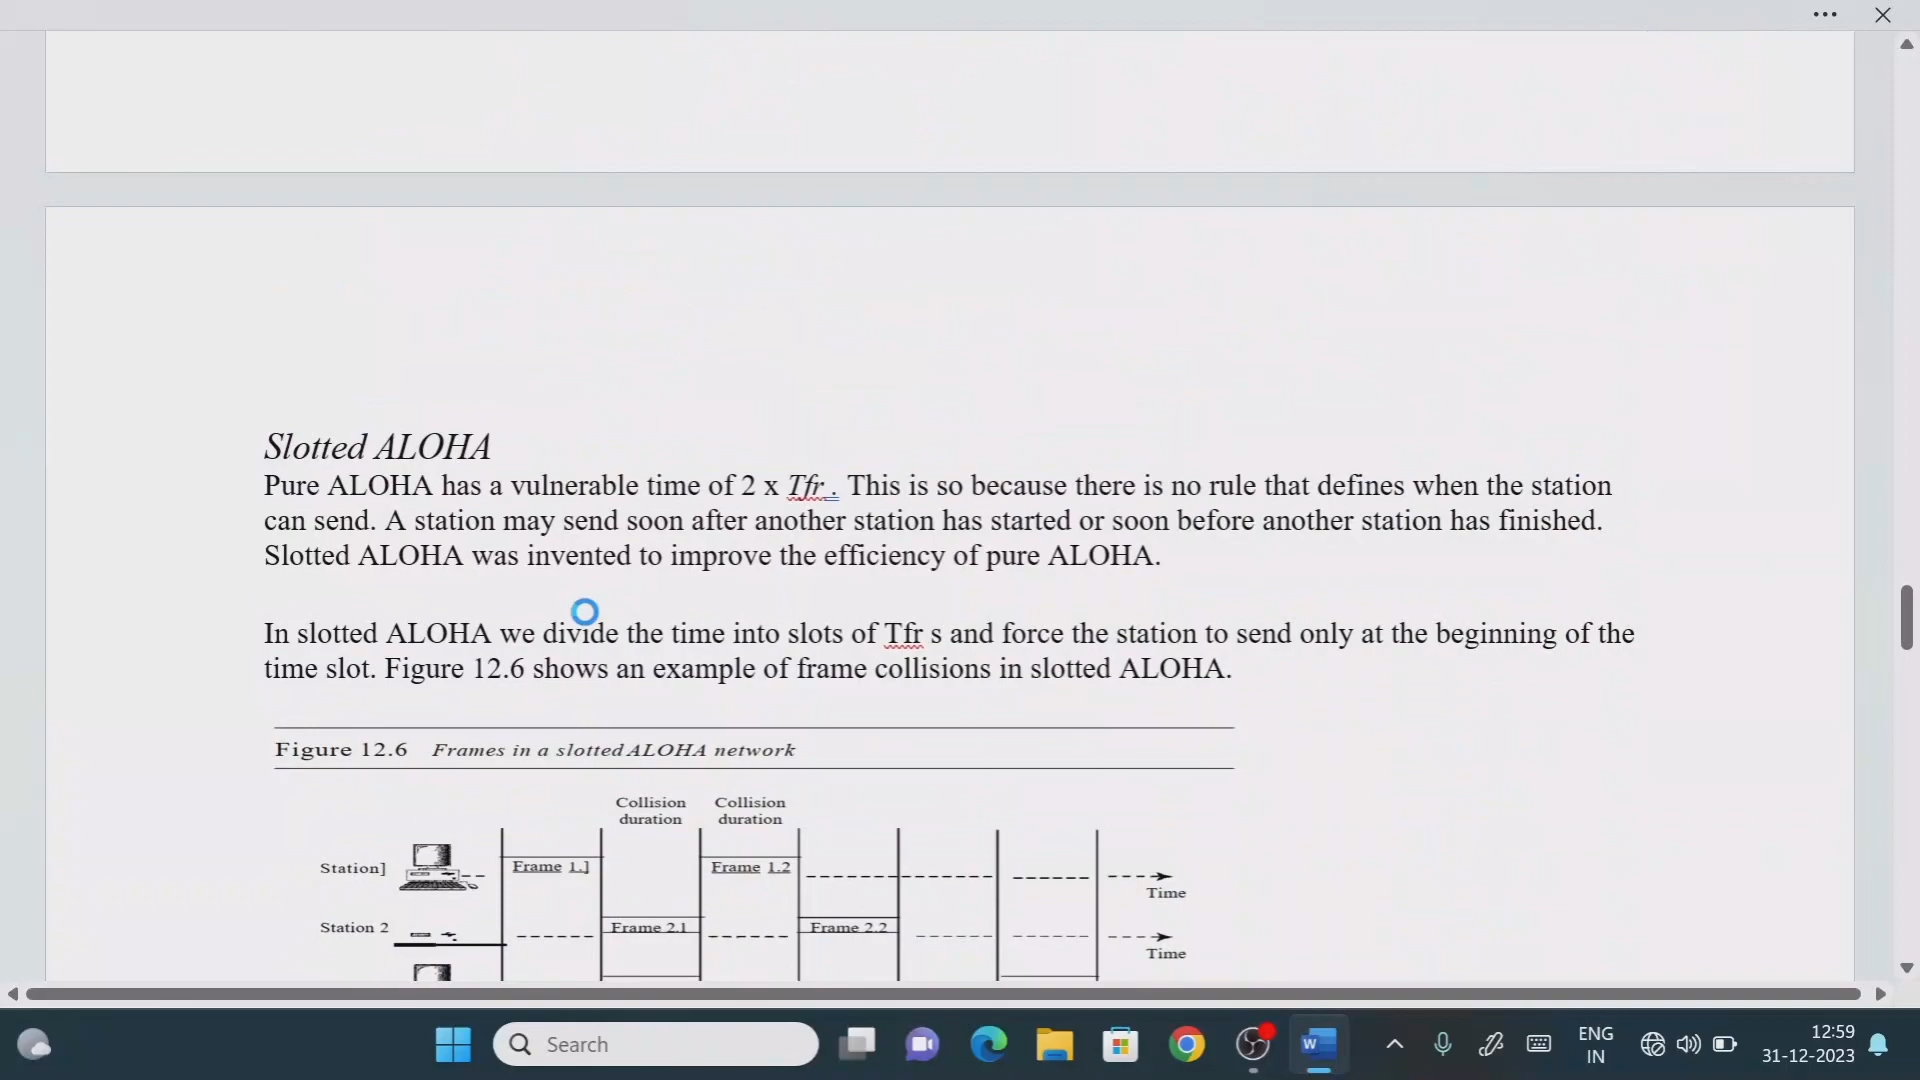 Slotted ALOHA
Pure ALOHA has a vulnerable time of 2 x Tfr . This is so because there is no rule that defines when the station
can send. A station may send soon after another station has started or soon before another station has finished.
Slotted ALOHA was invented to improve the efficiency of pure ALOHA.
In slotted ALOHA we divide the time into slots of Tfr s and force the station to send only at the beginning of the
time slot. Figure 12.6 shows an example of frame collisions in slotted ALOHA.
Figure 12.6 Frames in a slotted ALOHA network
Collision Collision
duration duration
Station] Frame 1.] Frame 1.2
Time
Station 2 Frame 2.1 Frame 2.2
Time
Search
ENG
IN
12:59
31-12-2023